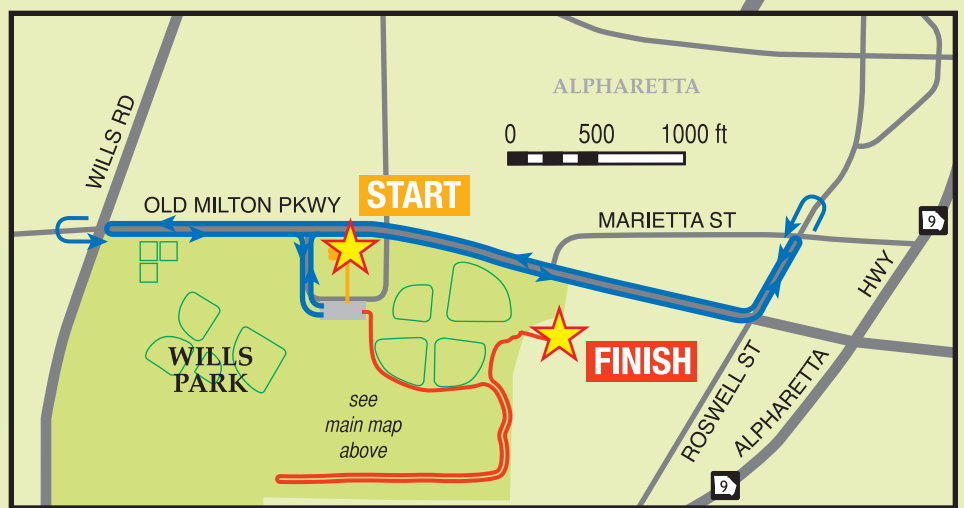 ALPHARETTA
0 500 1000 ft
WILLS RD
START
OLD MILTON PKWY
MARIETTA ST
9
HWY
FINISH
WILLS
PARK
see
main map
above
ROSWELL ST
ALPHARETTA
9